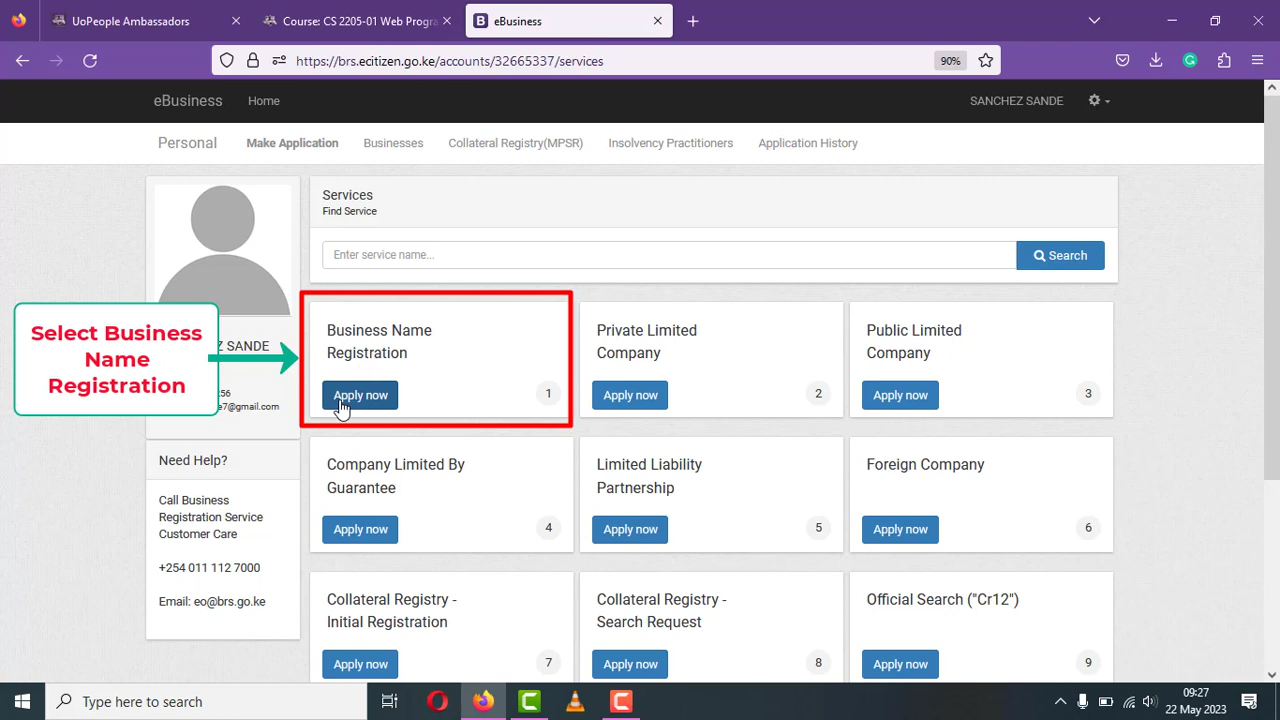 UoPeople Ambassadors
Course: CS 2205-01 Web Progra
eBusiness
https://brs.ecitizen.go.ke/accounts/32665337/services
90%
eBusiness
Home
SANCHEZ SANDE
Personal
Make Application
Businesses
Collateral Registry(MPSR)
Insolvency Practitioners
Application History
Services
Find Service
Enter service name...
Search
Select Business
Name
Registration
Z SANDE
56
e7@gmail.com
Need Help?
Call Business
Registration Service
Customer Care
+254 011 112 7000
Email: eo@brs.go.ke
Business Name
Registration
Apply now
1
Private Limited
Company
Apply now
2
Public Limited
Company
Apply now
3
Company Limited By
Guarantee
Apply now
4
Limited Liability
Partnership
Apply now
5
Foreign Company
Apply now
6
Collateral Registry -
Initial Registration
Apply now
7
Collateral Registry -
Search Request
Apply now
8
Official Search ("Cr12")
Apply now
9
Type here to search
09:27
22 May 2023